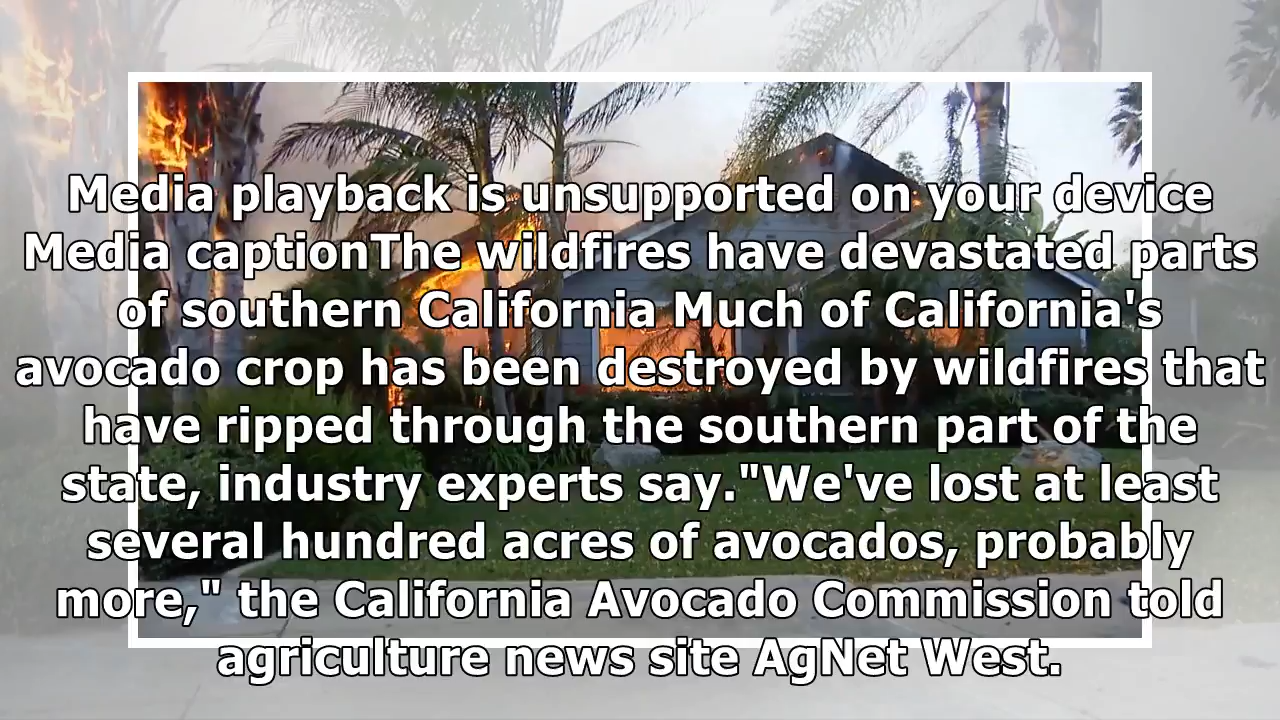 Media playback is unsupported on your device
Media captionThe wildfires have devastated parts
of southern California Much of California's
avocado crop has been destroyed by wildfires that
have ripped through the southern part of the
state, industry experts say."We've lost at least
several hundred acres of avocados, probably
more," the California Avocado Commission told
agriculture news site AgNet West.